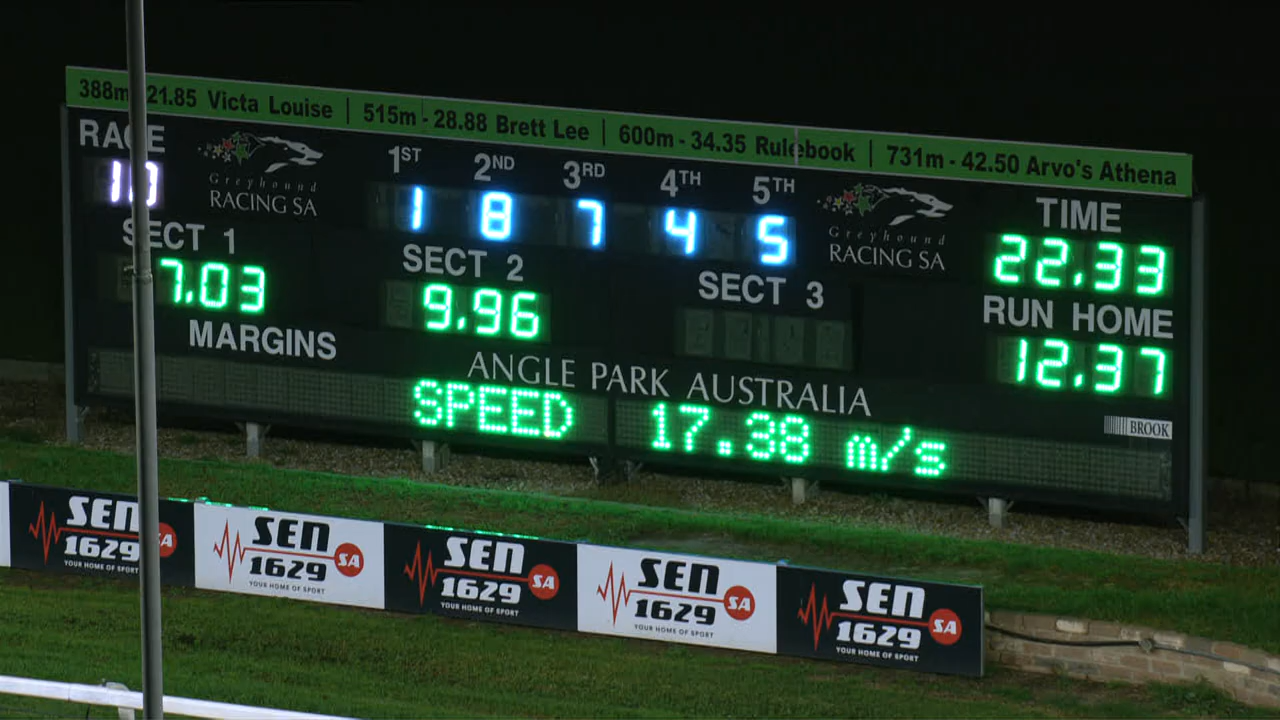 388m 21.85 Victa Louise | 515m - 28.88 Brett Lee | 600m - 34.35 Rulebook | 731m - 42.50 Arvo's Athena
RACE
10
Greyhound
RACING SA
1ST 2ND 3RD 4TH 5TH
1 8 7 4 5
Greyhound
RACING SA
TIME
22.33
SECT 1
7.03
SECT 2
9.96
SECT 3
RUN HOME
12.37
MARGINS
ANGLE PARK AUSTRALIA
SPEED 17.38 m/s
BROOK
SEN
1629 SA
YOUR HOME OF SPORT
SEN
1629 SA
YOUR HOME OF SPORT
SEN
1629 SA
YOUR HOME OF SPORT
SEN
1629 SA
YOUR HOME OF SPORT
SEN
1629 SA
YOUR HOME OF SPORT